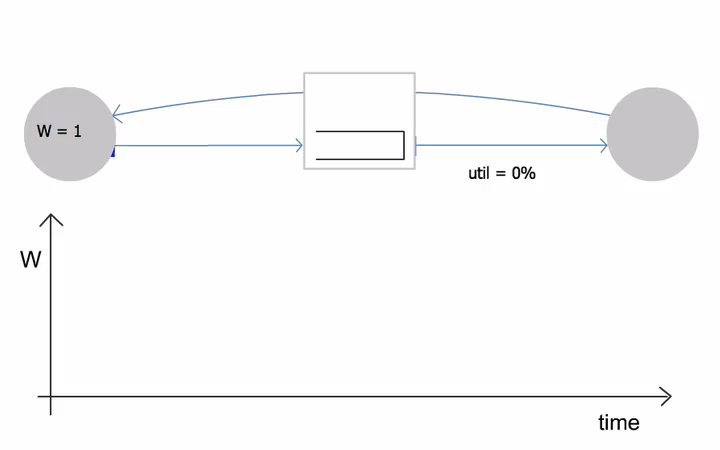 W = 1
util = 0%
W
time